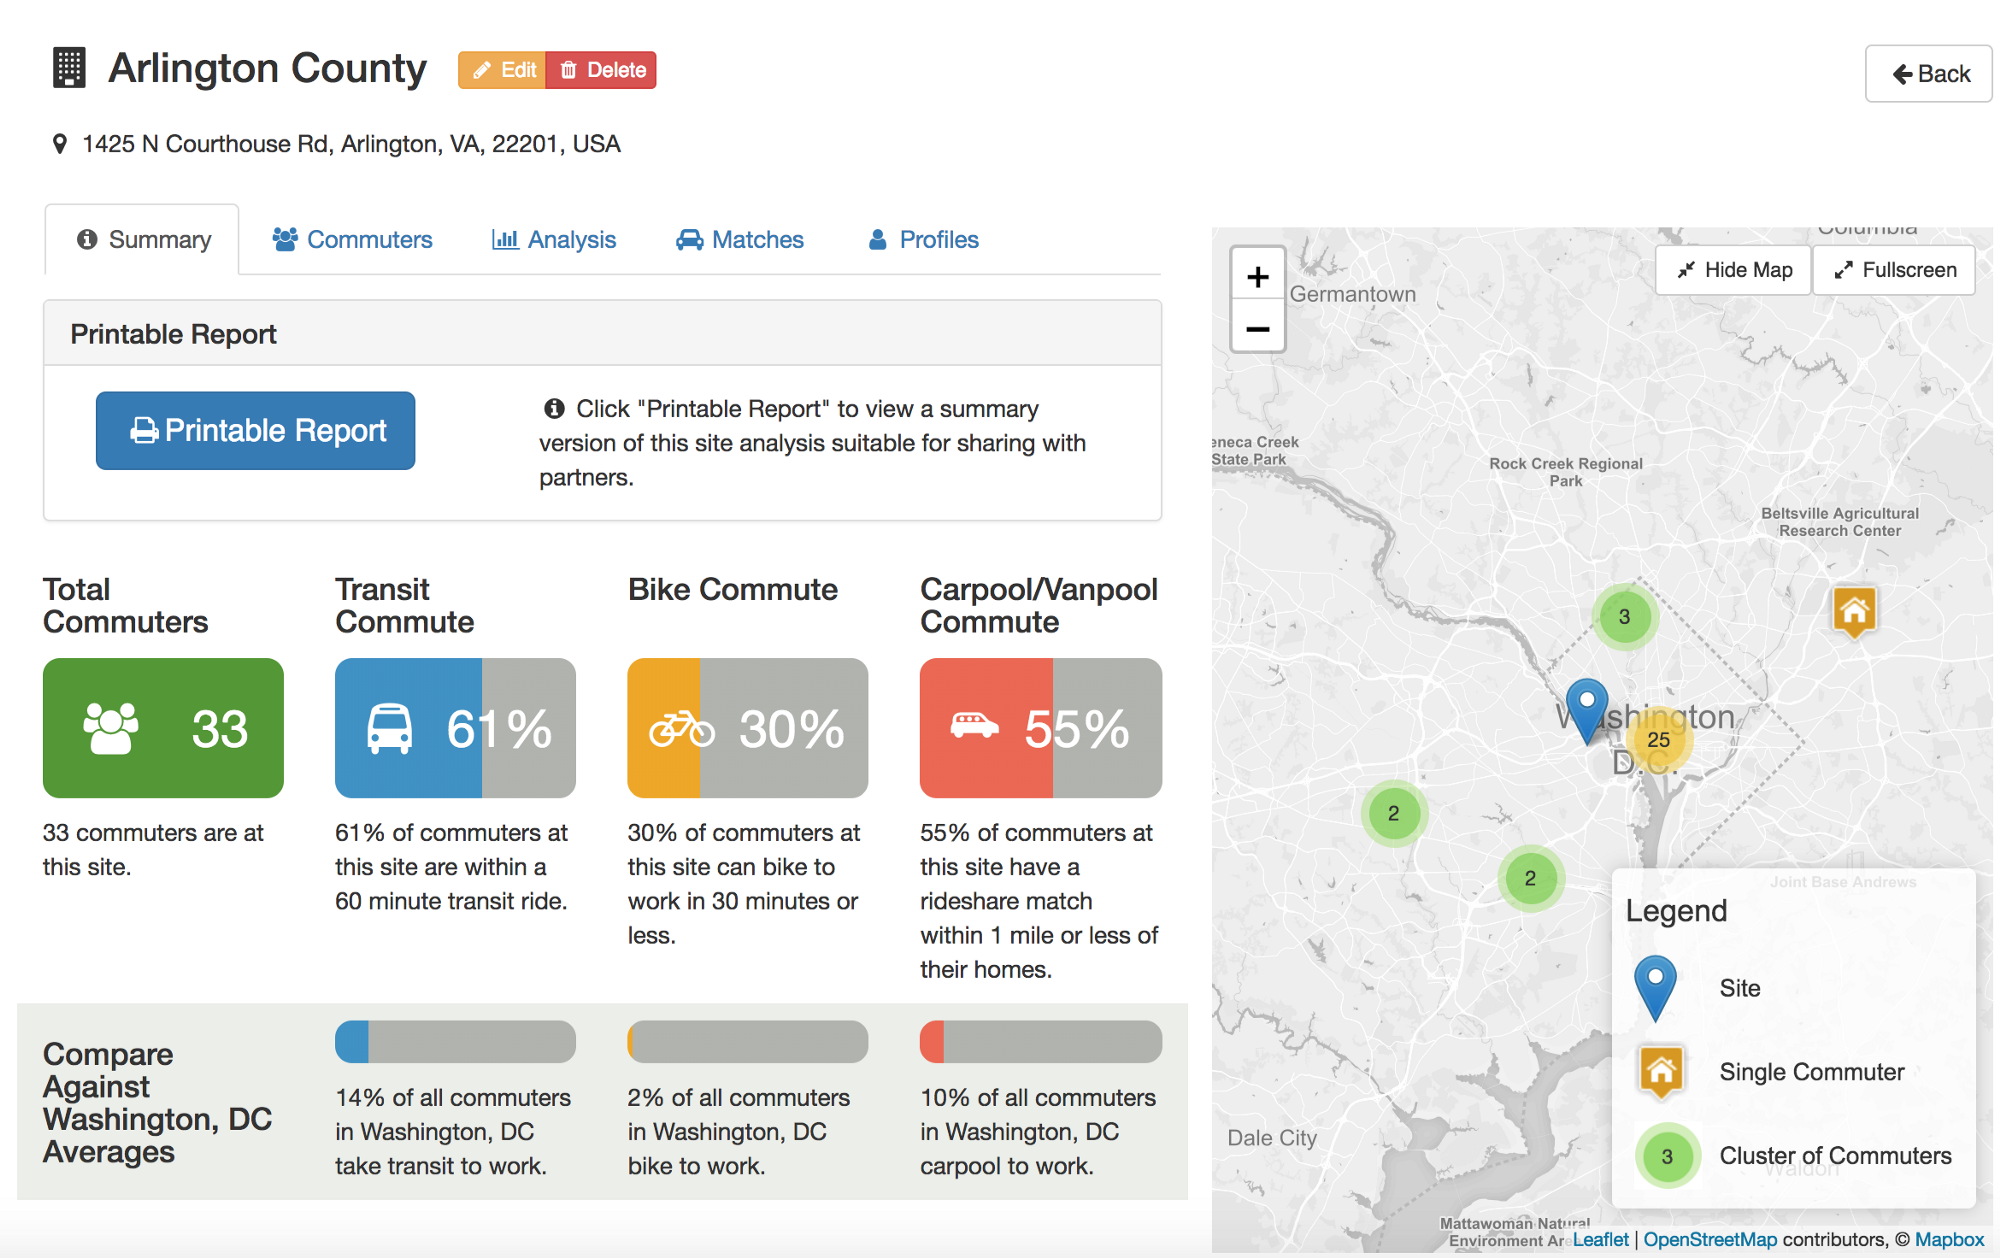 Arlington County
Edit
Delete
Back
1425 N Courthouse Rd, Arlington, VA, 22201, USA
Summary
Commuters
Analysis
Matches
Profiles
Printable Report
Printable Report
Click "Printable Report" to view a summary
version of this site analysis suitable for sharing with
partners.
Total
Commuters
33
33 commuters are at
this site.
Transit
Commute
61%
61% of commuters at
this site are within a
60 minute transit ride.
Bike Commute
30%
30% of commuters at
this site can bike to
work in 30 minutes or
less.
Carpool/Vanpool
Commute
55%
55% of commuters at
this site have a
rideshare match
within 1 mile or less of
their homes.
Compare
Against
Washington, DC
Averages
14% of all commuters
in Washington, DC
take transit to work.
2% of all commuters
in Washington, DC
bike to work.
10% of all commuters
in Washington, DC
carpool to work.
Columbia
+
−
Hide Map
Fullscreen
Germantown
eneca Creek
State Park
Rock Creek Regional
Park
Beltsville Agricultural
Research Center
3
Washington
D.C.
25
2
2
Joint Base Andrews
Legend
Site
Single Commuter
3
Cluster of Commuters
Waldorf
Dale City
Mattawoman Natural
Environment Are
Leaflet | OpenStreetMap contributors, © Mapbox